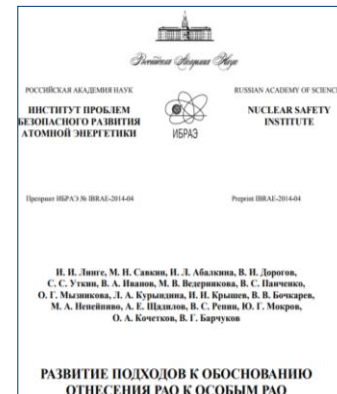 Российская Академия Наук
РОССИЙСКАЯ АКАДЕМИЯ НАУК
ИНСТИТУТ ПРОБЛЕМ
БЕЗОПАСНОГО РАЗВИТИЯ
АТОМНОЙ ЭНЕРГЕТИКИ
ИБРАЭ
RUSSIAN ACADEMY OF SCIENC
NUCLEAR SAFETY
INSTITUTE
Препринт ИБРАЭ № IBRAE-2014-04
Preprint IBRAE-2014-04
И. И. Линге, М. Н. Савкин, И. Л. Абалкина, В. И. Дорогов,
С. С. Уткин, В. А. Иванов, М. В. Ведерникова, В. С. Панченко,
О. Г. Мызникова, Л. А. Курындина, И. И. Крышев, В. В. Бочкарев,
М. А. Непейпиво, А. Е. Щадилов, В. С. Репин, Ю. Г. Мокров,
О. А. Кочетков, В. Г. Барчуков
РАЗВИТИЕ ПОДХОДОВ К ОБОСНОВАНИЮ
ОТНЕСЕНИЯ РАО К ОСОБЫМ РАО